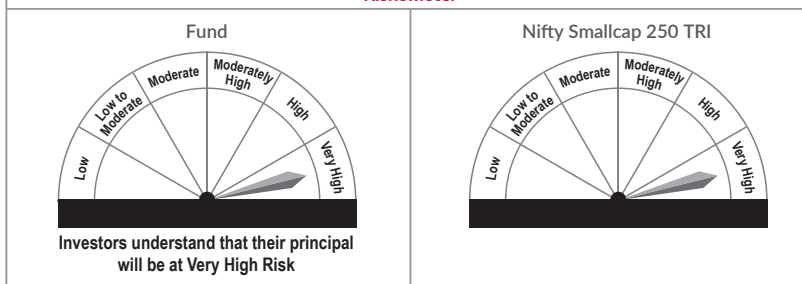 Riskometer
Fund
Low
Low to
Moderate
Moderate
Moderately
High
High
Very High
Investors understand that their principal
will be at Very High Risk
Nifty Smallcap 250 TRI
Low
Low to
Moderate
Moderate
Moderately
High
High
Very High